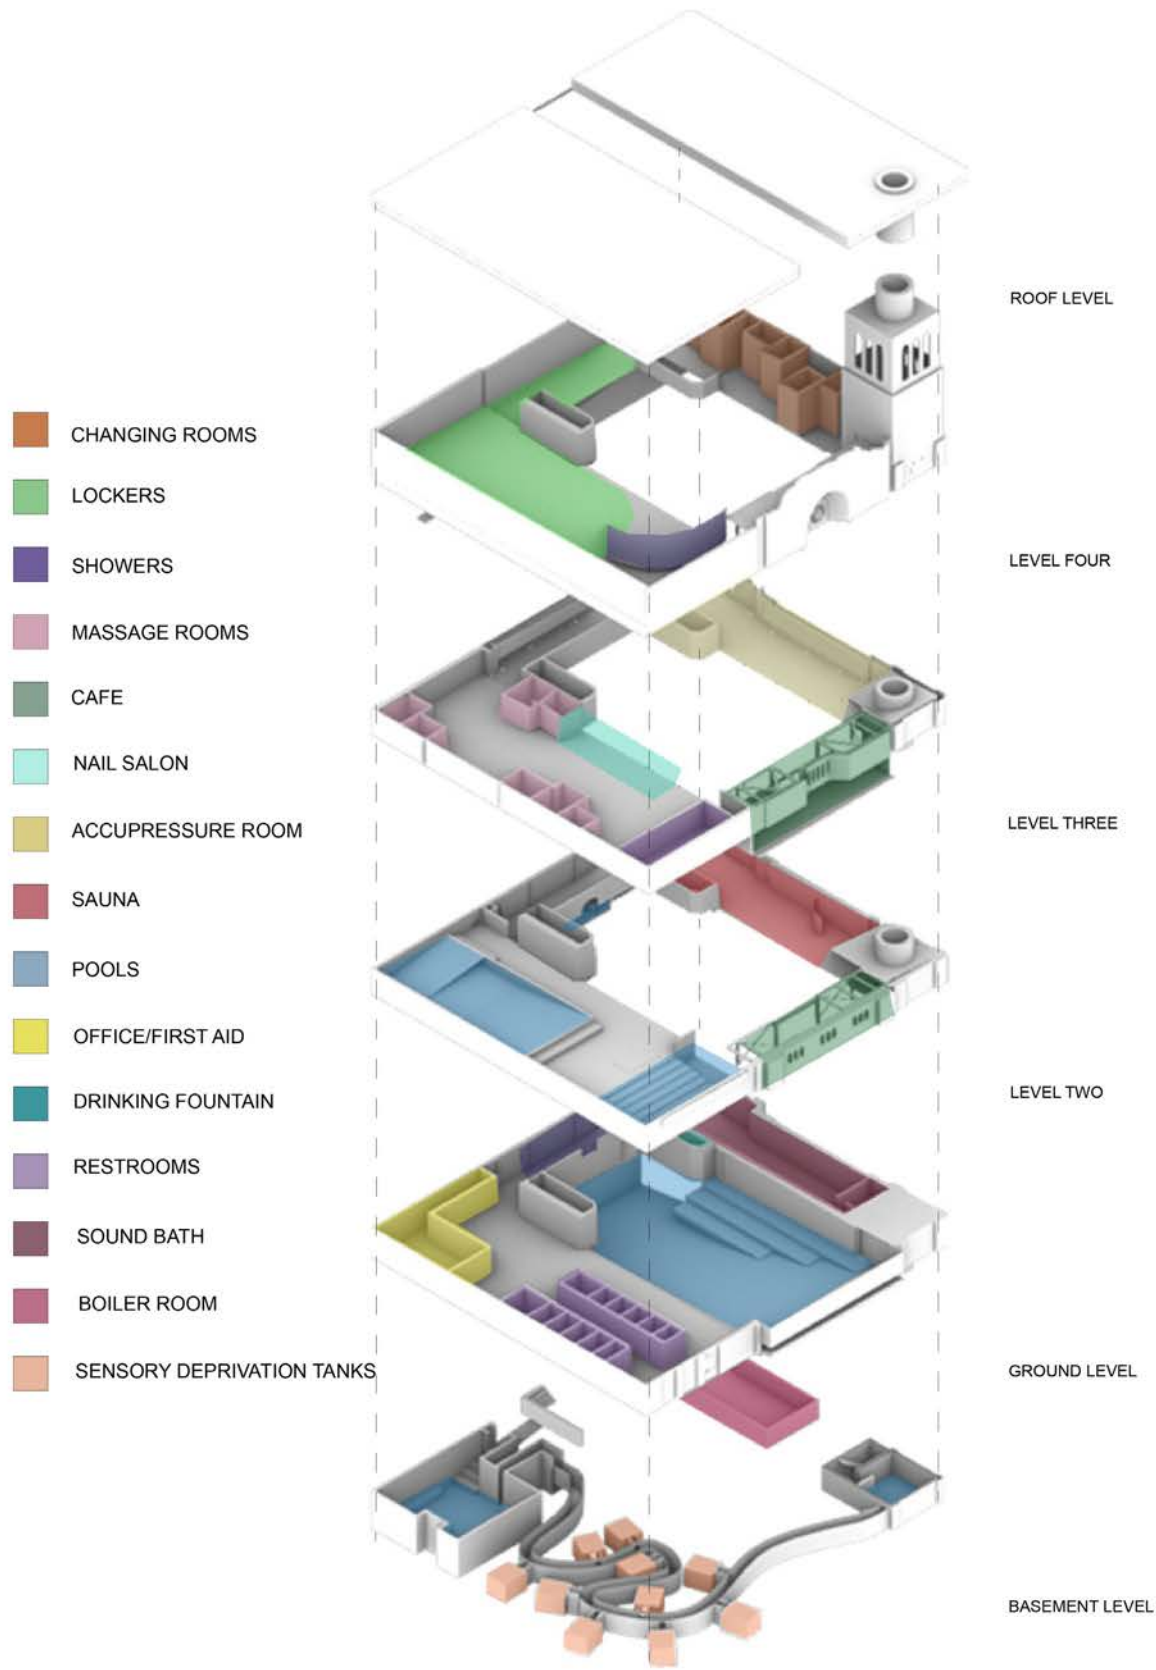 ROOF LEVEL
CHANGING ROOMS
LOCKERS
LEVEL FOUR
SHOWERS
MASSAGE ROOMS
CAFE
NAIL SALON
LEVEL THREE
ACCUPRESSURE ROOM
SAUNA
POOLS
OFFICE/FIRST AID
LEVEL TWO
DRINKING FOUNTAIN
RESTROOMS
SOUND BATH
BOILER ROOM
GROUND LEVEL
SENSORY DEPRIVATION TANKS
BASEMENT LEVEL